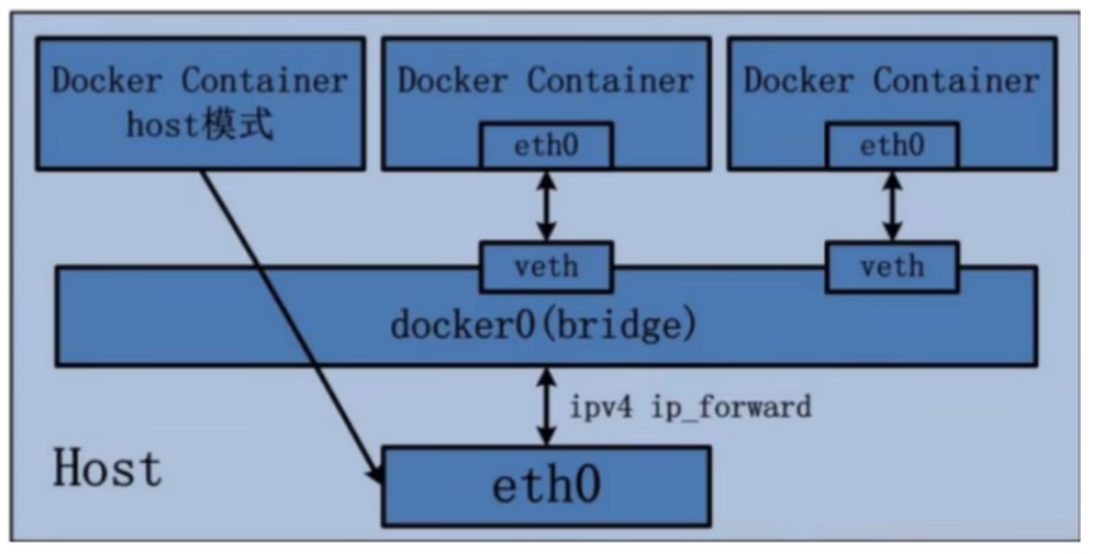 Docker Container
host模式
Docker Container
eth0
Docker Container
eth0
veth
veth
docker0(bridge)
ipv4 ip_forward
Host
eth0